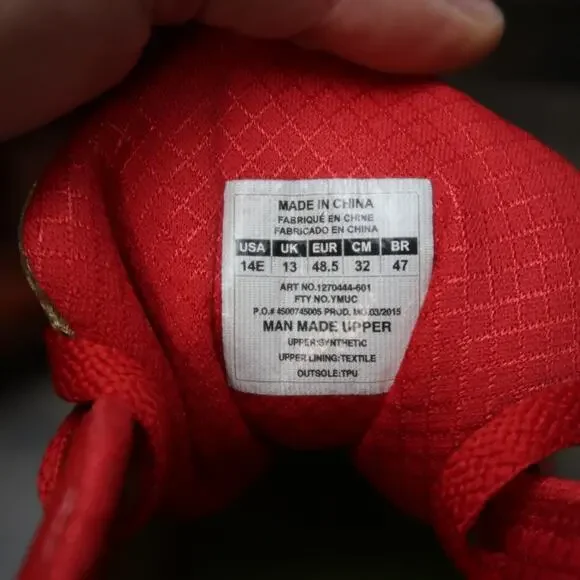 MADE IN CHINA
FABRIQUÉ EN CHINE
FABRICADO EN CHINA
USA UK EUR CM BR
14E 13 48.5 32 47
ART NO.1270444-601
FTY NO.YMUC
P.O.# 4500745005 PROD. MO.03/2015
MAN MADE UPPER
UPPER:SYNTHETIC
UPPER LINING:TEXTILE
OUTSOLE:TPU